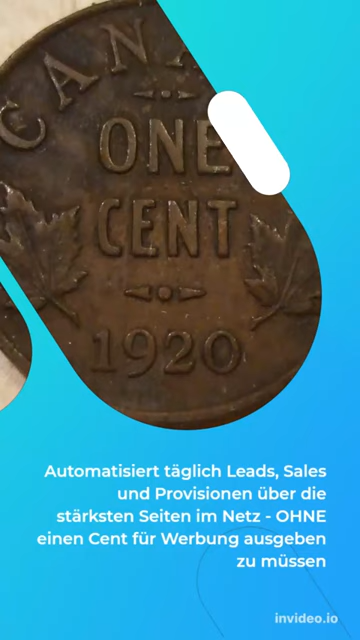 CANA
ONE
CENT
1920
Automatisiert täglich Leads, Sales
und Provisionen über die
stärksten Seiten im Netz - OHNE
einen Cent für Werbung ausgeben
zu müssen
invideo.io